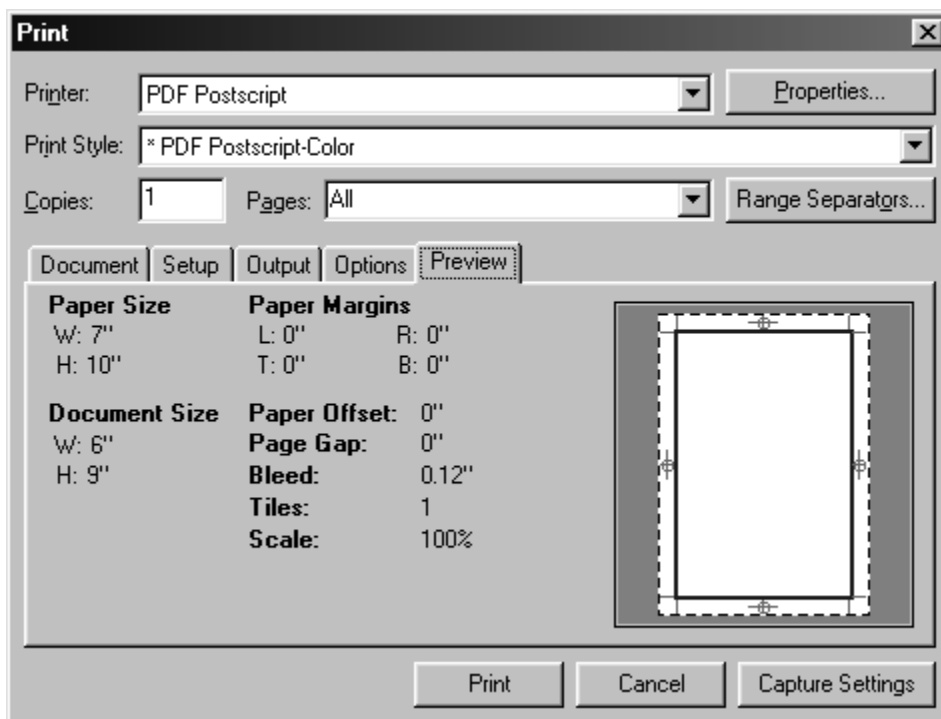 Print
Printer: PDF Postscript Properties...
Print Style: * PDF Postscript-Color
Copies: 1 Pages: All Range Separators...
Document Setup Output Options Preview
Paper Size Paper Margins
W: 7" L: 0" R: 0"
H: 10" T: 0" B: 0"
Document Size Paper Offset: 0"
W: 6" Page Gap: 0"
H: 9" Bleed: 0.12"
Tiles: 1
Scale: 100%
Print Cancel Capture Settings